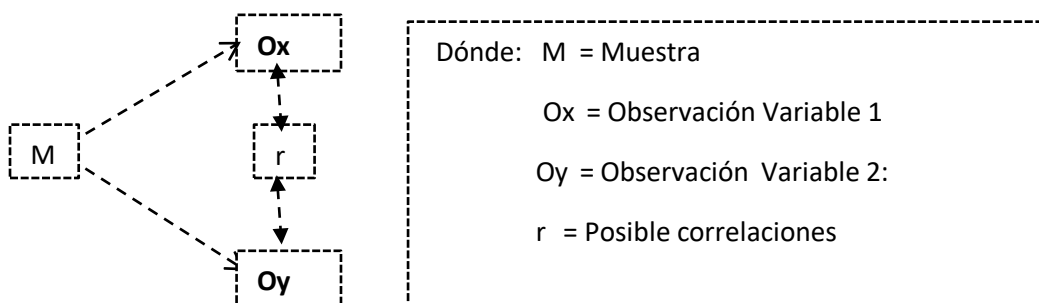 Ox
M
r
Oy
Dónde: M = Muestra
Ox = Observación Variable 1
Oy = Observación Variable 2:
r = Posible correlaciones